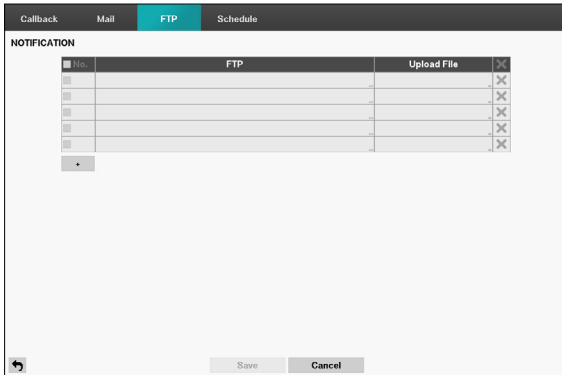 Callback Mail FTP Schedule
NOTIFICATION
No. FTP Upload File
+
Save Cancel